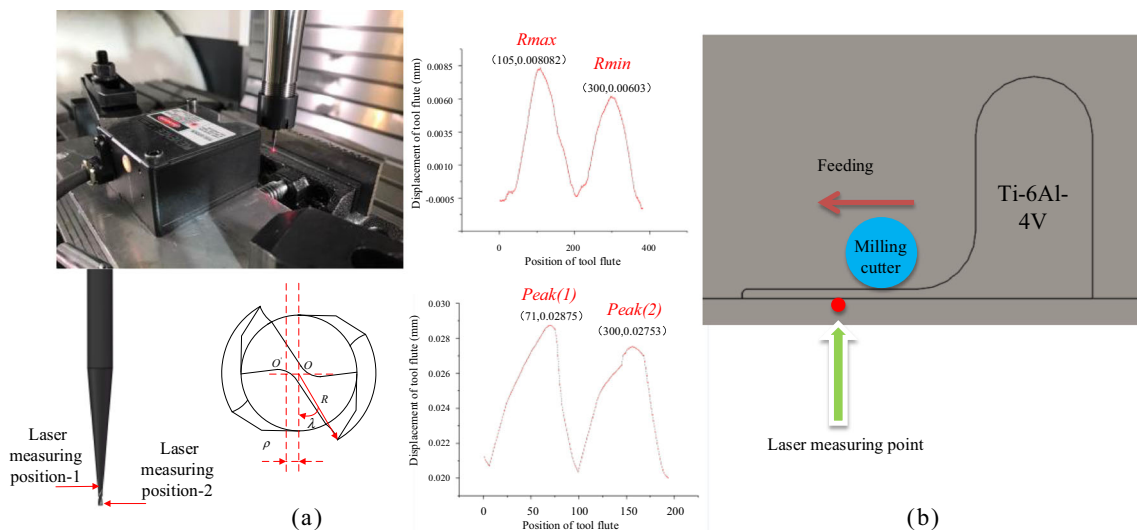 Rmax
(105,0.008082)
Rmin
(300,0.00603)
Displacement of tool flute (mm)
0.0085
0.0060
0.0035
0.0010
-0.0005
0
200
400
Position of tool flute
Peak(1)
(71,0.02875)
Peak(2)
(300,0.02753)
Displacement of tool flute (mm)
0.030
0.028
0.026
0.024
0.022
0.020
0
50
100
150
200
Position of tool flute
O'
O
R
λ
ρ
Laser
measuring
position-1
Laser
measuring
position-2
(a)
Feeding
Milling
cutter
Ti-6Al-
4V
Laser measuring point
(b)